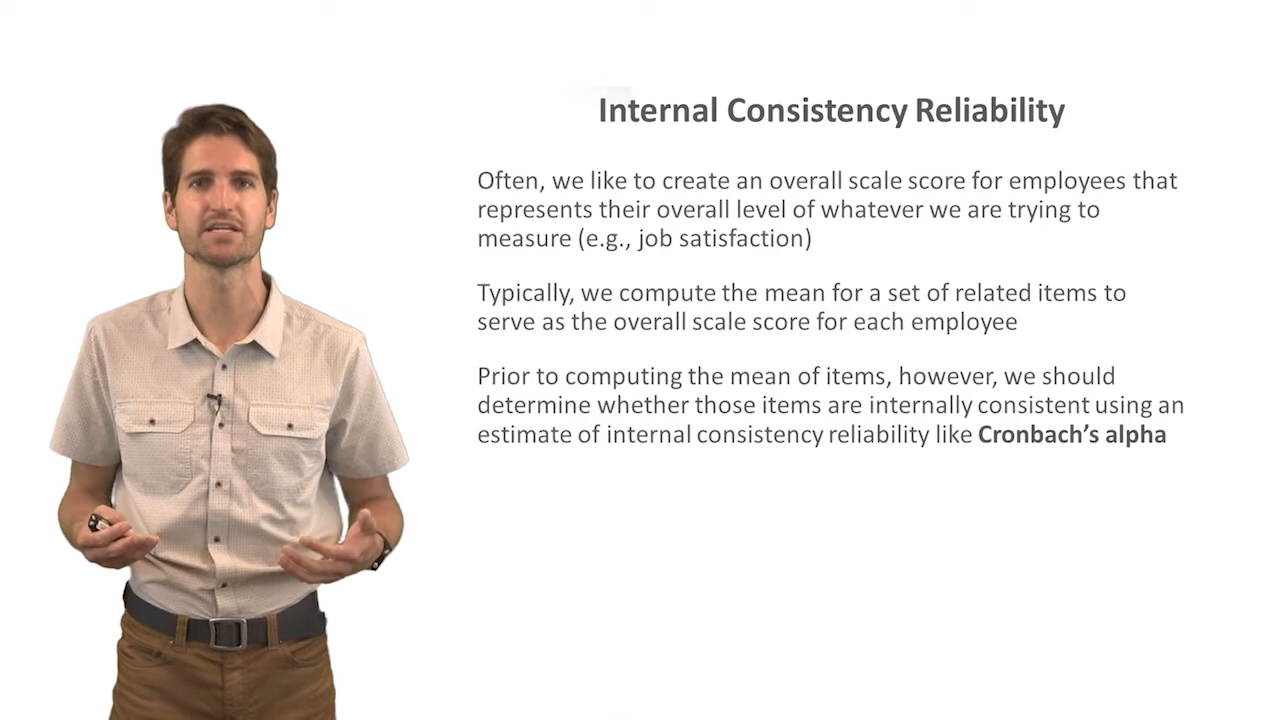 Internal Consistency Reliability
Often, we like to create an overall scale score for employees that
represents their overall level of whatever we are trying to
measure (e.g., job satisfaction)
Typically, we compute the mean for a set of related items to
serve as the overall scale score for each employee
Prior to computing the mean of items, however, we should
determine whether those items are internally consistent using an
estimate of internal consistency reliability like Cronbach’s alpha